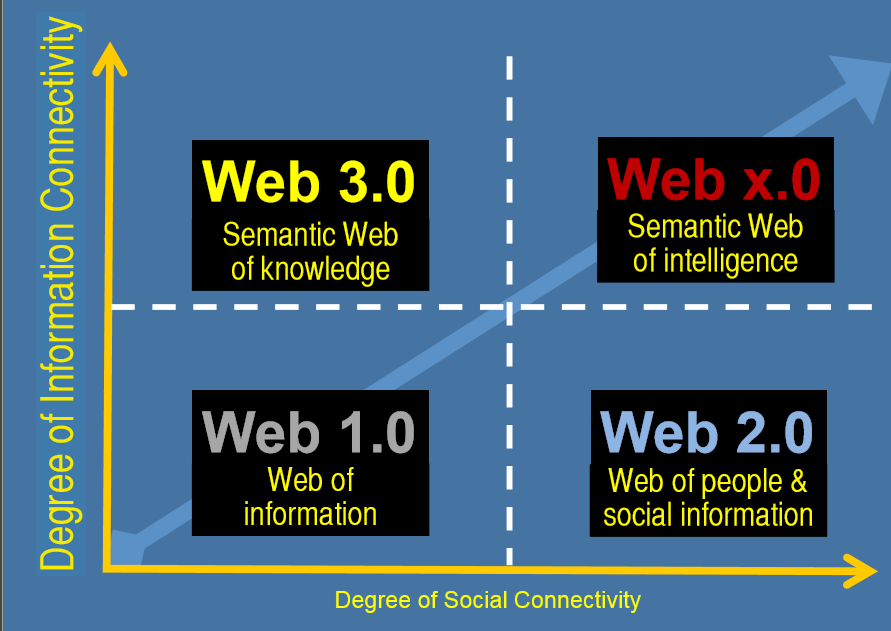 Degree of Information Connectivity
Web 3.0
Semantic Web
of knowledge
Web x.0
Semantic Web
of intelligence
Web 1.0
Web of
information
Web 2.0
Web of people &
social information
Degree of Social Connectivity